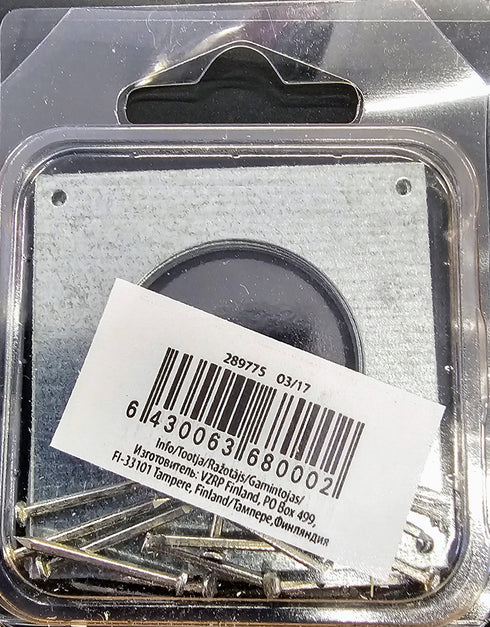 289775 03/17
6 430063 680002
Info/Tootja/Ražotājs/Gamintojas/
Изготовитель: VZRP Finland, PO Box 499,
FI-33101 Tampere, Finland/Тампере,Финляндия